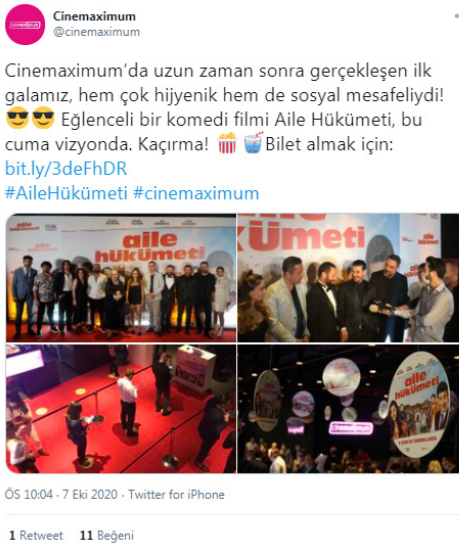 Cinemaximum
@cinemaximum
Cinemaximum'da uzun zaman sonra gerçekleşen ilk
galamız, hem çok hijyenik hem de sosyal mesafeliydi!
😎😎 Eğlenceli bir komedi filmi Aile Hükümeti, bu
cuma vizyonda. Kaçırma! 🍿🥤Bilet almak için:
bit.ly/3deFhDR
#AileHükümeti #cinemaximum
aile
hükümeti
hükümeti
aile
hükümeti
cinemaximum
aile
hükümeti
ÖS 10:04 · 7 Eki 2020 · Twitter for iPhone
1 Retweet 11 Beğeni